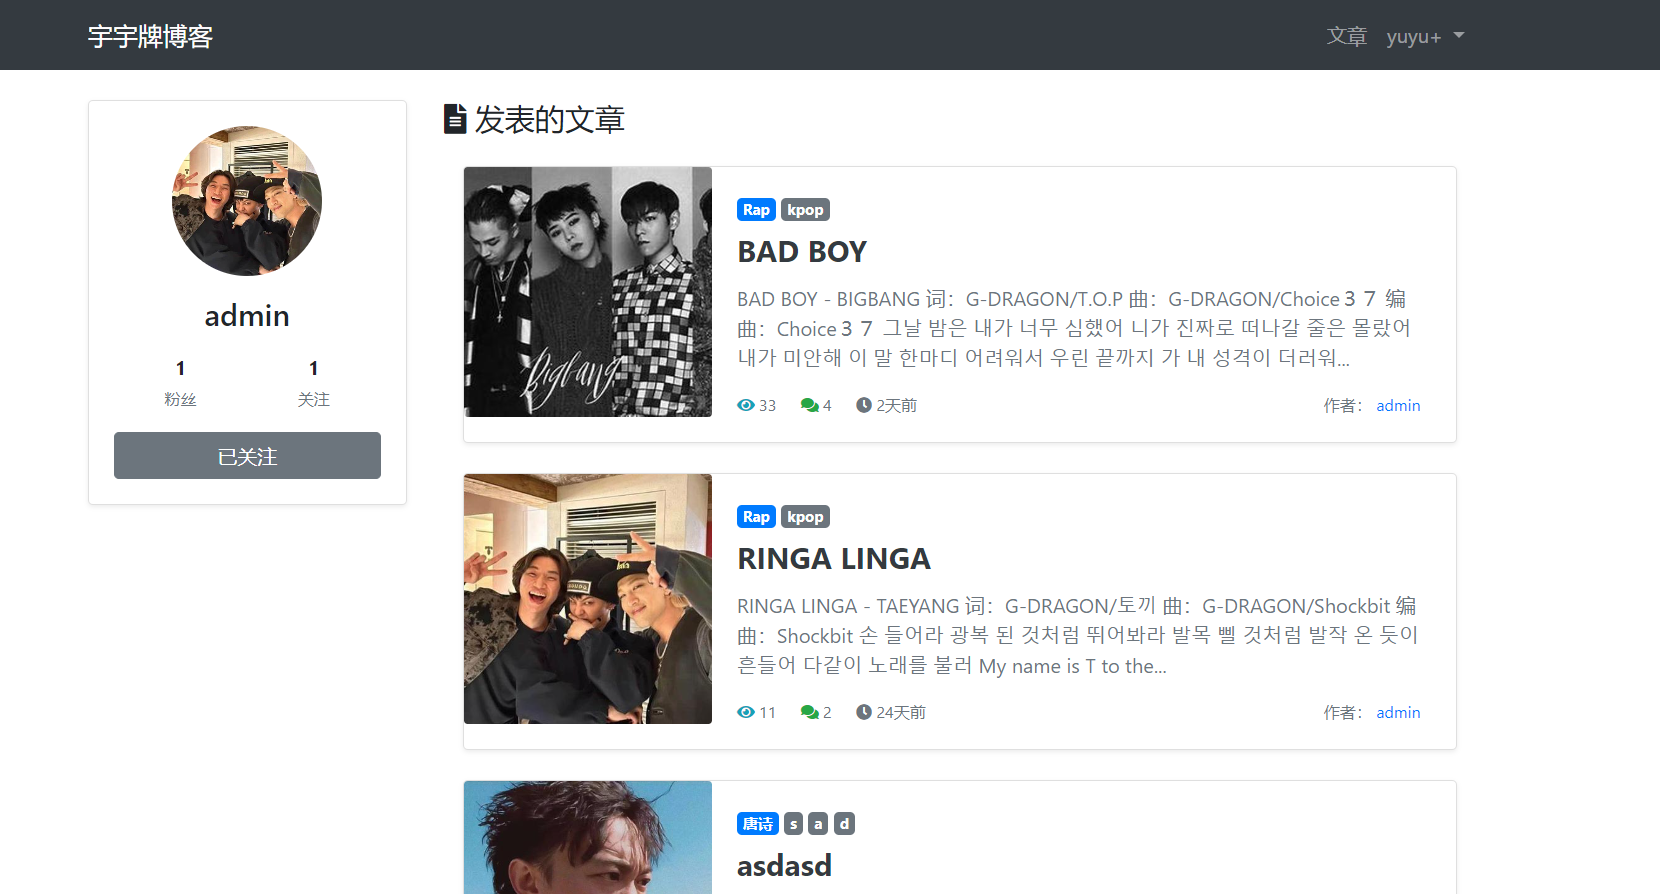 宇宇牌博客
文章 yuyu+
admin
1 1
粉丝 关注
已关注
发表的文章
Bigbang
Rap kpop
BAD BOY
BAD BOY - BIGBANG 词：G-DRAGON/T.O.P 曲：G-DRAGON/Choice３７ 编
曲：Choice３７ 그날 밤은 내가 너무 심했어 니가 진짜로 떠나갈 줄은 몰랐어
내가 미안해 이 말 한마디 어려워서 우린 끝까지 가 내 성격이 더러워...
33 4 2天前 作者： admin
Rap kpop
RINGA LINGA
RINGA LINGA - TAEYANG 词：G-DRAGON/토끼 曲：G-DRAGON/Shockbit 编
曲：Shockbit 손 들어라 광복 된 것처럼 뛰어봐라 발목 삘 것처럼 발작 온 듯이
흔들어 다같이 노래를 불러 My name is T to the...
11 2 24天前 作者： admin
唐诗 s a d
asdasd